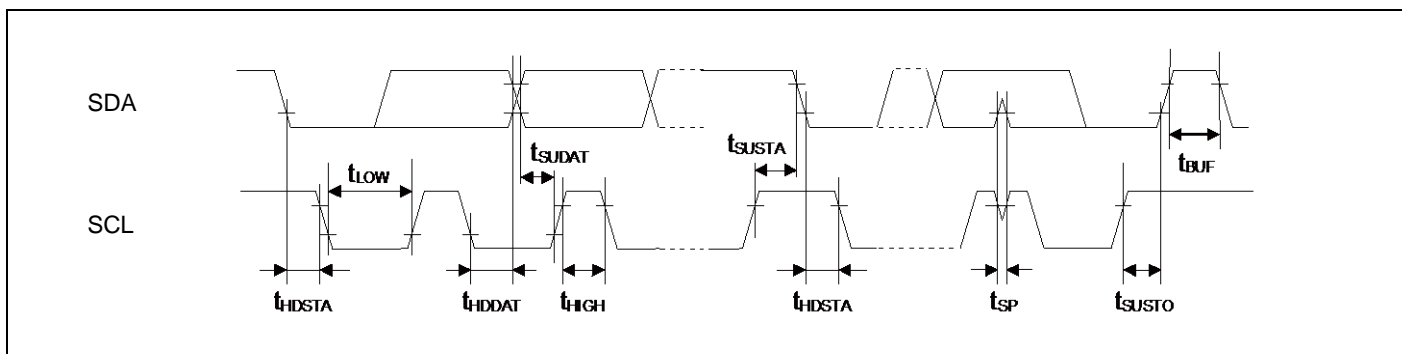 SDA
tSUDAT
tSUSTA
tBUF
tLOW
SCL
tHDSTA
tHDDAT
tHIGH
tHDSTA
tSP
tSUSTO